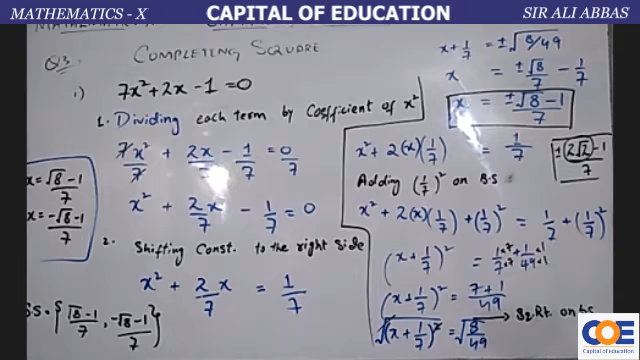 MATHEMATICS - X
CAPITAL OF EDUCATION
SIR ALI ABBAS
Q3
COMPLETING SQUARE
i) 7x² + 2x - 1 = 0
1. Dividing each term by Coefficient of x²
7x²/7 + 2x/7 - 1/7 = 0/7
x² + 2x/7 - 1/7 = 0
2. Shifting Const. to the right side
x² + 2x/7 = 1/7
x = √8 - 1/7
x = -√8 - 1/7
SS = {√8 - 1/7, -√8 - 1/7}
x² + 2(x)(1/7) = 1/7
Adding (1/7)² on B.S
x² + 2(x)(1/7) + (1/7)² = 1/7 + (1/7)²
(x + 1/7)² = 1×7/7×7 + 1×1/49×1
(x + 1/7)² = 7 + 1/49
√(x + 1/7)² = √8/49 → Sq. Rt. on b.s
x + 1/7 = ±√8/49
x = ±√8/7 - 1/7
x = ±√8 - 1/7
±(2√2) - 1/7
COE
Capital of education